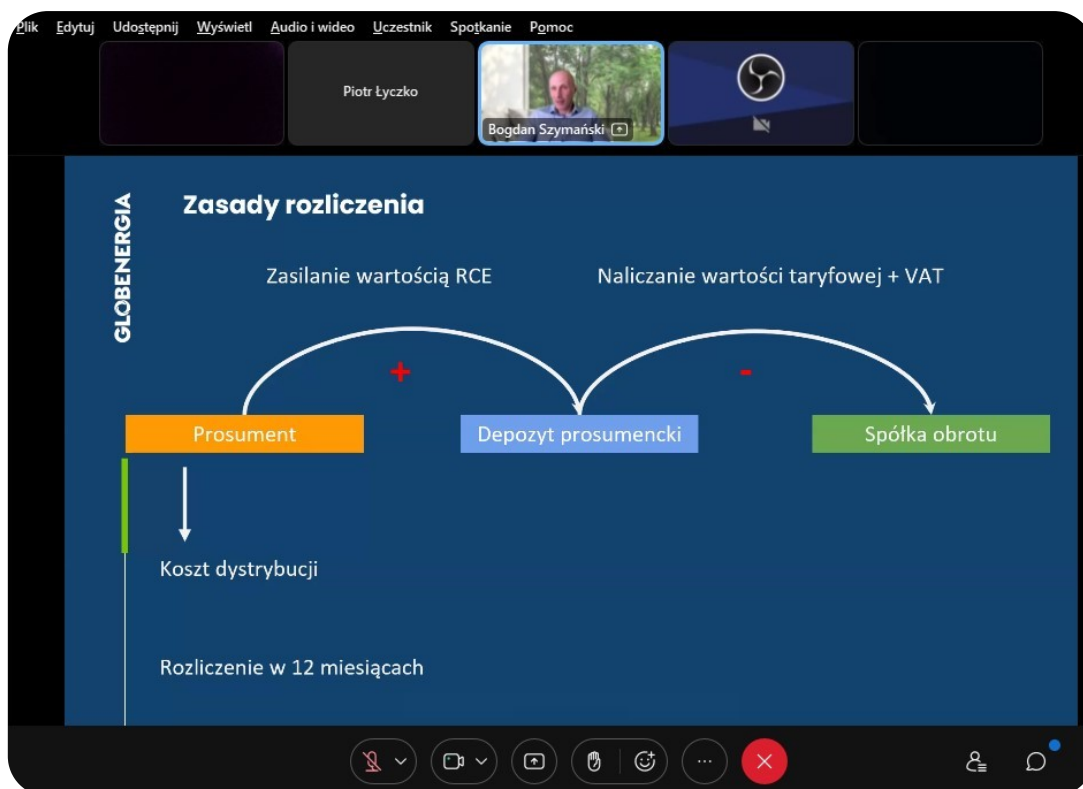 Plik Edytuj Udostępnij Wyświetl Audio i wideo Uczestnik Spotkanie Pomoc
Piotr Łyczko
Bogdan Szymański
GLOBENERGIA
Zasady rozliczenia
Zasilanie wartością RCE
Naliczanie wartości taryfowej + VAT
+
-
Prosument
Depozyt prosumencki
Spółka obrotu
Koszt dystrybucji
Rozliczenie w 12 miesiącach